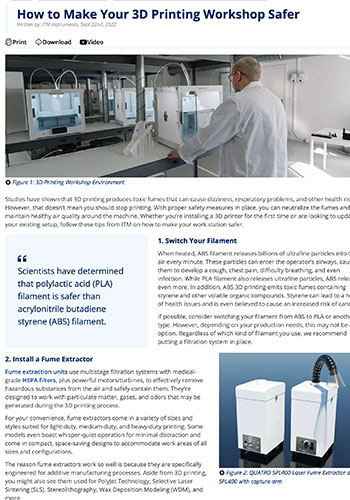 How to Make Your 3D Printing Workshop Safer
Written by: ITM Instruments, Sept 22nd, 2022
Print Download Video
Figure 1: 3D Printing Workshop Environment
Studies have shown that 3D printing produces toxic fumes that can cause dizziness, respiratory problems, and other health ris
However, that doesn't mean you should stop printing. With proper safety measures in place, you can neutralize the fumes and
maintain healthy air quality around the machine. Whether you're installing a 3D printer for the first time or are looking to upda
your existing setup, follow these tips from ITM on how to make your work station safer.
“
Scientists have determined
that polylactic acid (PLA)
filament is safer than
acrylonitrile butadiene
styrene (ABS) filament.
1. Switch Your Filament
When heated, ABS filament releases billions of ultrafine particles into t
air every minute. These particles can enter the operator's airways, cau
them to develop a cough, chest pain, difficulty breathing, and even
infection. While PLA filament also releases ultrafine particles, ABS relea
even more. In addition, ABS 3D printing emits toxic fumes containing
styrene and other volatile organic compounds. Styrene can lead to a h
of health issues and is even believed to cause an increased risk of canc
If possible, consider switching your filament from ABS to PLA or anoth
type. However, depending on your production needs, this may not be
option. Regardless of which kind of filament you use, we recommend
putting a filtration system in place.
2. Install a Fume Extractor
Fume extraction units use multistage filtration systems with medical-
grade HEPA filters, plus powerful motors/turbines, to effectively remove
hazardous substances from the air and safely contain them. They're
designed to work with particulate matter, gases, and odors that may be
generated during the 3D printing process.
For your convenience, fume extractors come in a variety of sizes and
styles suited for light-duty, medium-duty, and heavy-duty printing. Some
models even boast whisper-quiet operation for minimal distraction and
come in compact, space-saving designs to accommodate work areas of all
sizes and configurations.
The reason fume extractors work so well is because they are specifically
engineered for additive manufacturing processes. Aside from 3D printing,
you might also see them used for PolyJet Technology, Selective Laser
Sintering (SLS), Stereolithography, Wax Deposition Modeling (WDM), and
more.
Figure 2: QUATRO SPL400 Laser Fume Extractor a
SPL400 with capture arm